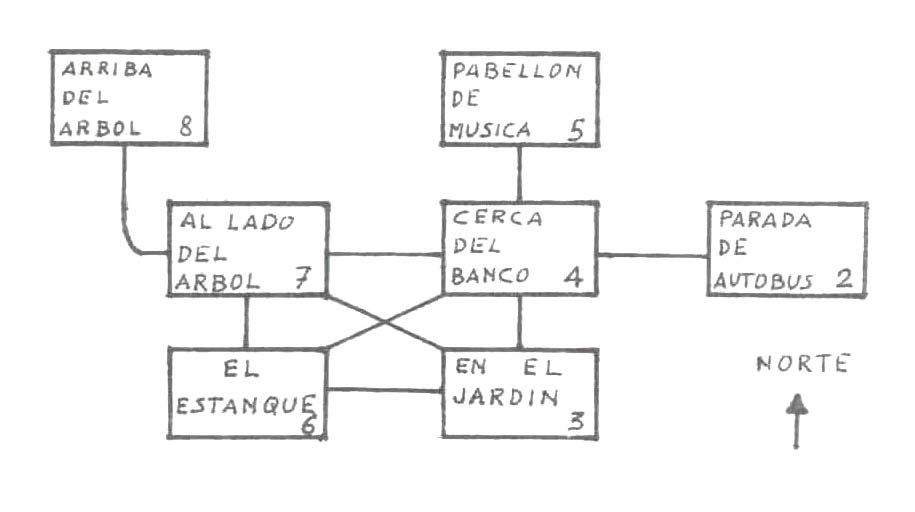 ARRIBA
DEL
ARBOL 8
PABELLON
DE
MUSICA 5
AL LADO
DEL
ARBOL 7
CERCA
DEL
BANCO 4
PARADA
DE
AUTOBUS 2
EL
ESTANQUE
6
EN EL
JARDIN
3
NORTE